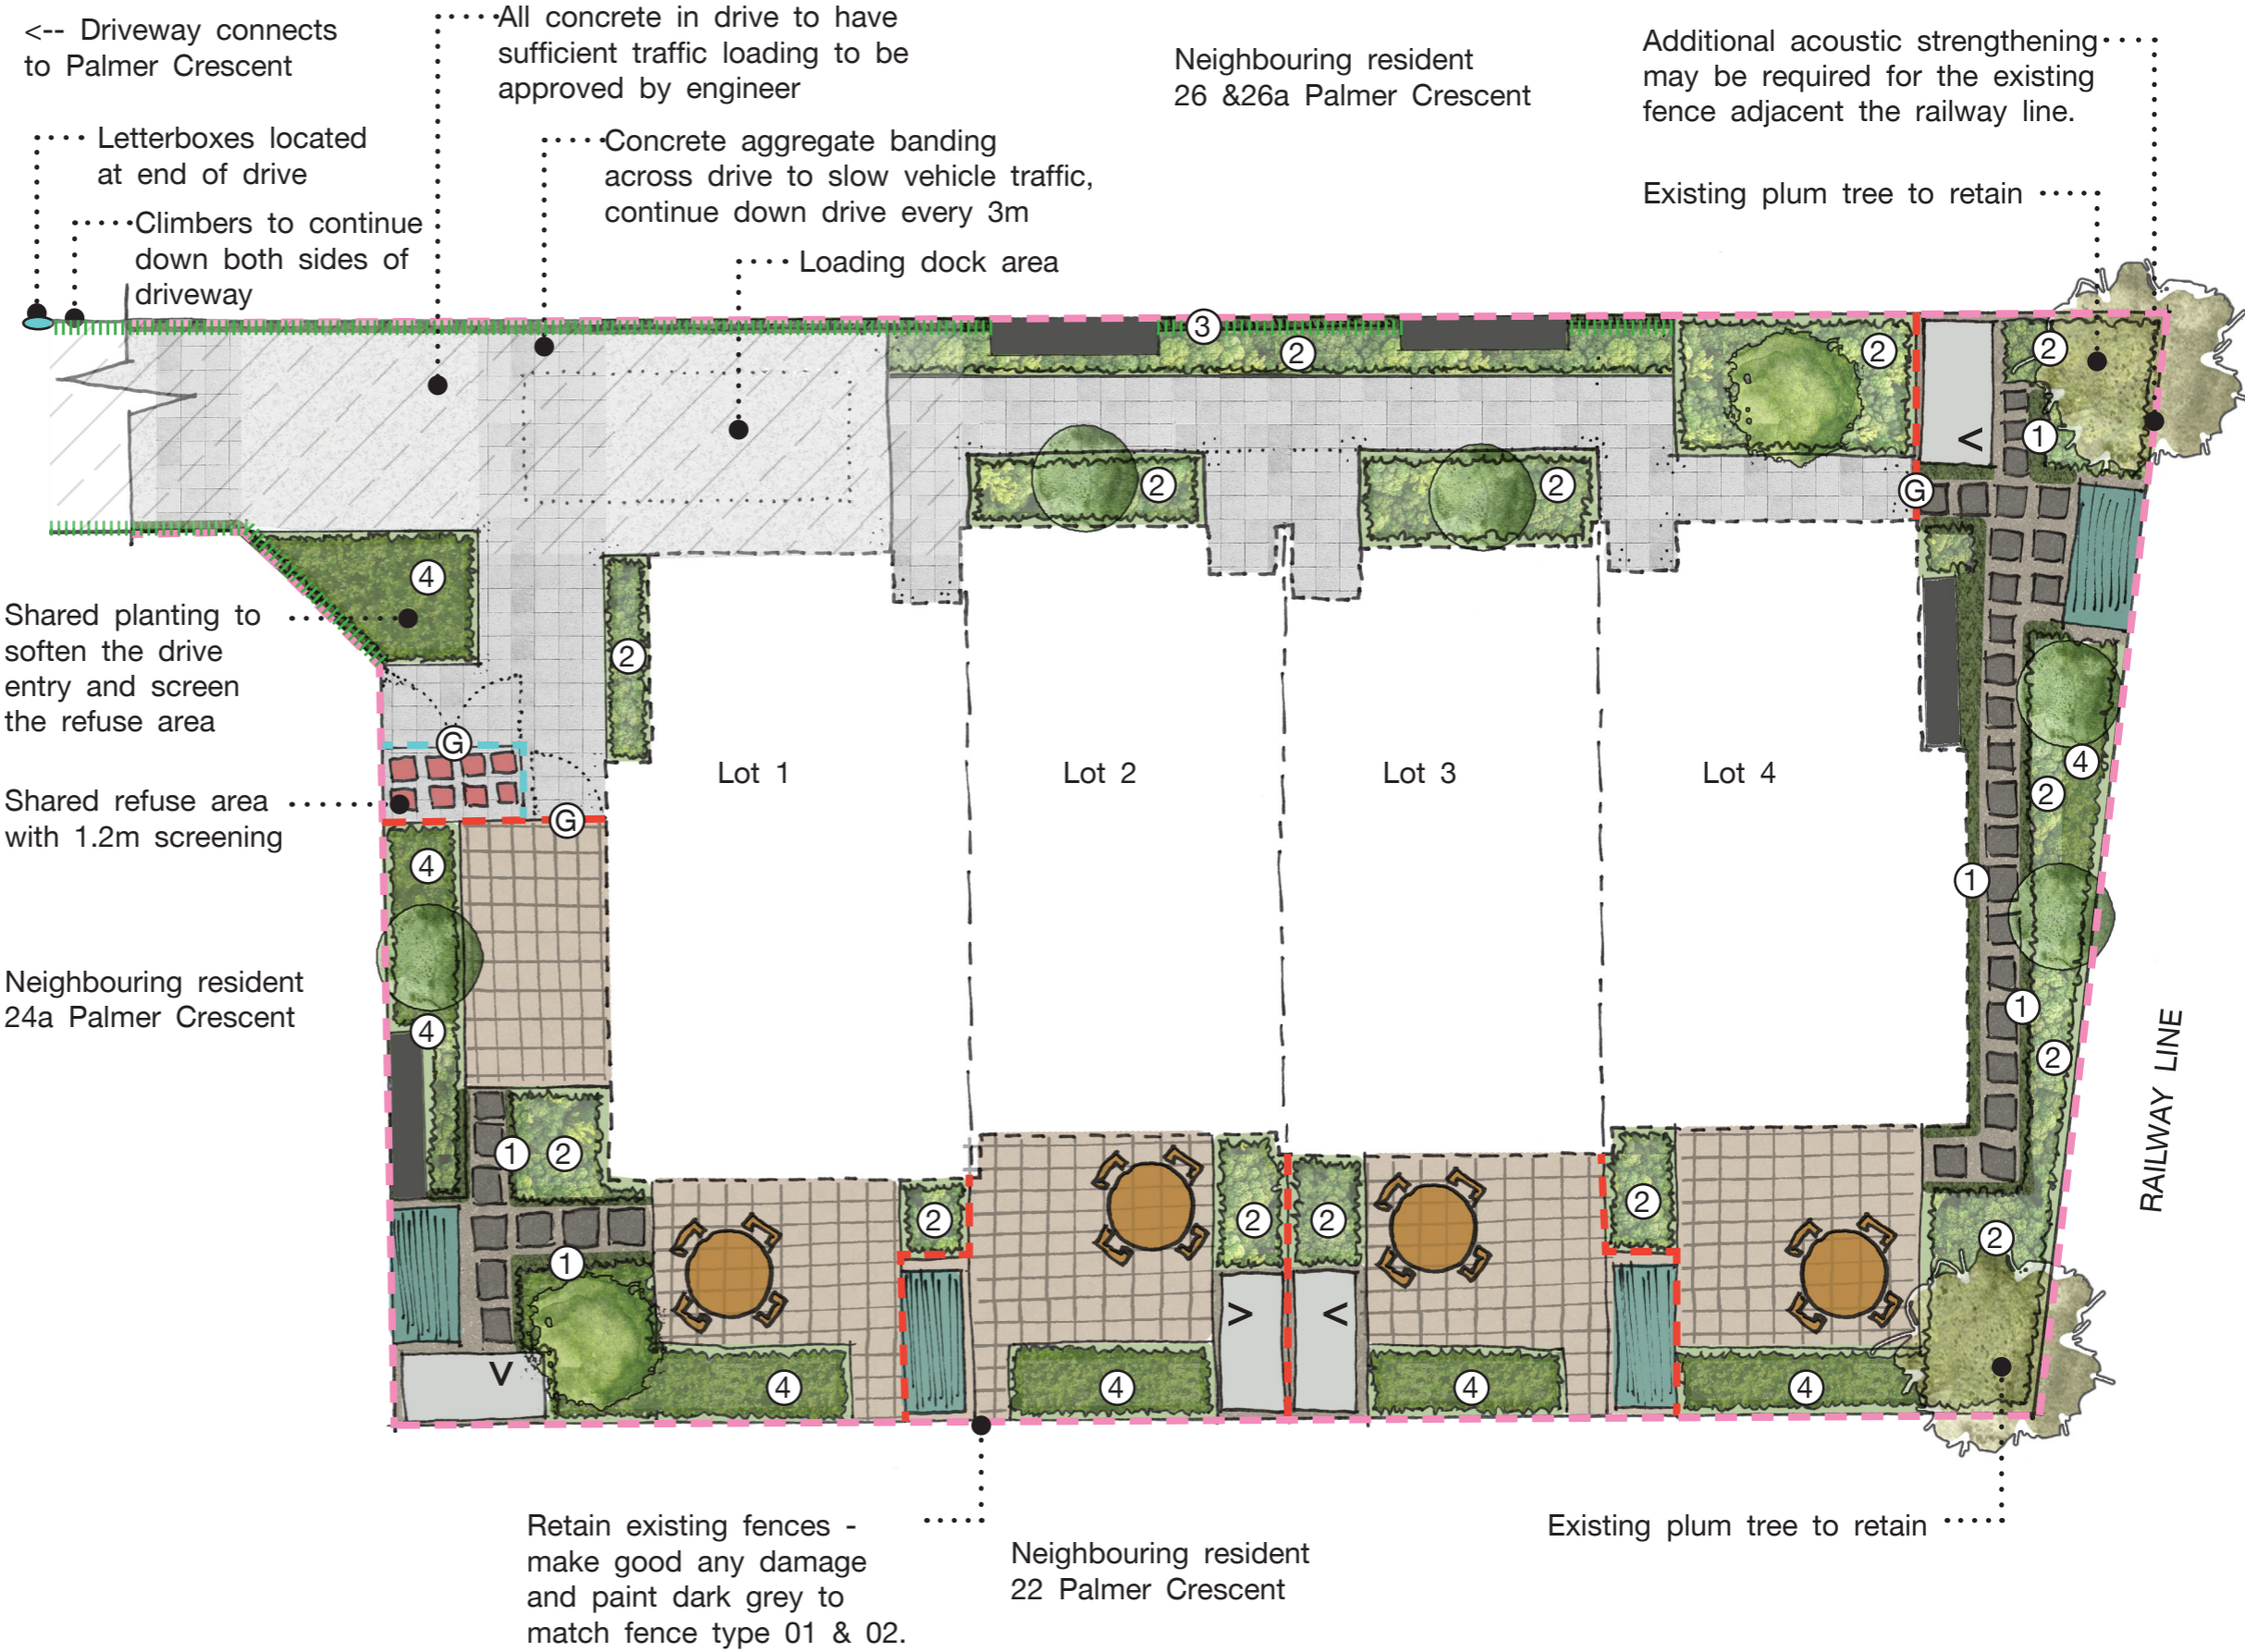 <-- Driveway connects
to Palmer Crescent
All concrete in drive to have
sufficient traffic loading to be
approved by engineer
Neighbouring resident
26 &26a Palmer Crescent
Additional acoustic strengthening
may be required for the existing
fence adjacent the railway line.
Letterboxes located
at end of drive
Concrete aggregate banding
across drive to slow vehicle traffic,
continue down drive every 3m
Existing plum tree to retain
Climbers to continue
down both sides of
driveway
Loading dock area
3
2
2
2
<
1
2
2
G
4
Shared planting to
soften the drive
entry and screen
the refuse area
2
G
Lot 1
Lot 2
Lot 3
Lot 4
4
2
Shared refuse area
with 1.2m screening
G
4
1
Neighbouring resident
24a Palmer Crescent
4
1
2
RAILWAY LINE
1
2
2
2
2
2
2
1
>
<
V
4
4
4
4
Retain existing fences -
make good any damage
and paint dark grey to
match fence type 01 & 02.
Neighbouring resident
22 Palmer Crescent
Existing plum tree to retain